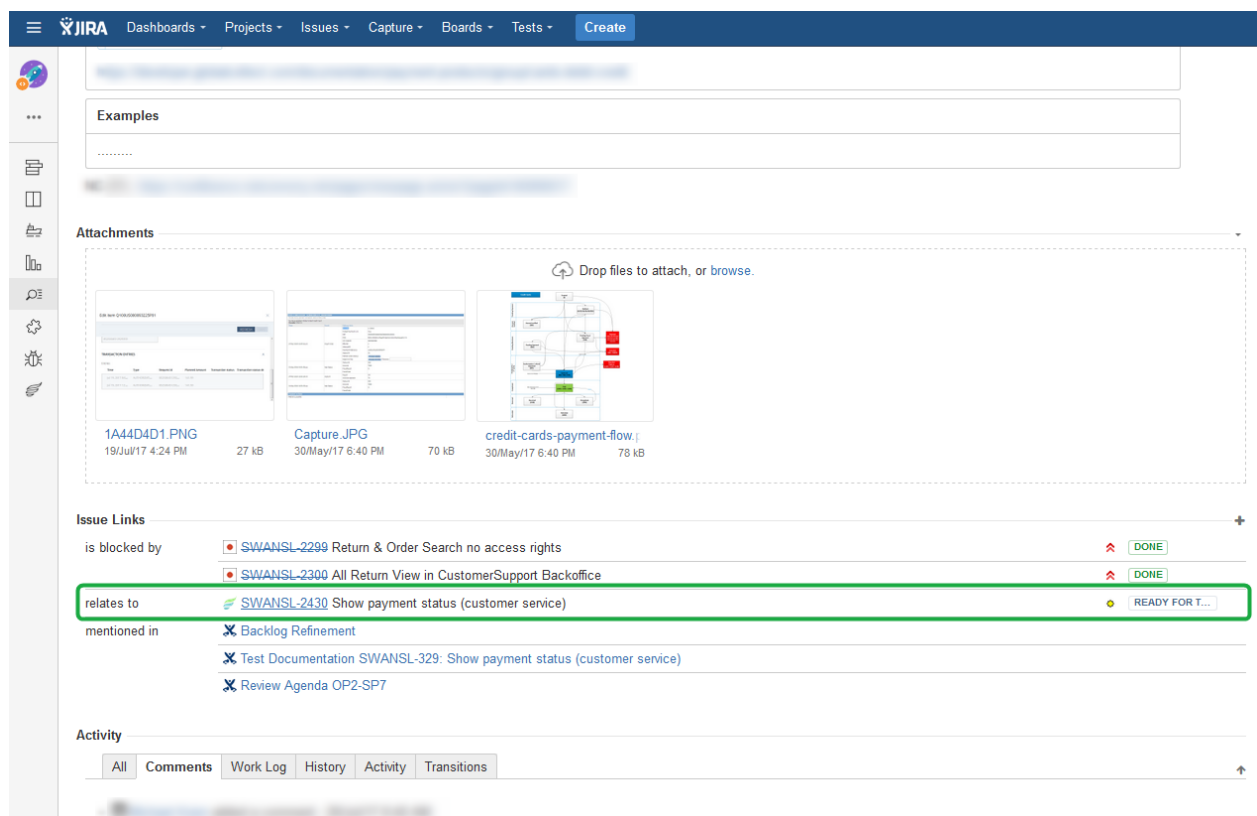 JIRA Dashboards Projects Issues Capture Boards Tests Create
Examples
.........
Attachments
Drop files to attach, or browse.
1A44D4D1.PNG
19/Jul/17 4:24 PM 27 kB
Capture.JPG
30/May/17 6:40 PM 70 kB
credit-cards-payment-flow.
30/May/17 6:40 PM 78 kB
Issue Links
is blocked by SWANSL-2299 Return & Order Search no access rights DONE
SWANSL-2300 All Return View in CustomerSupport Backoffice DONE
relates to SWANSL-2430 Show payment status (customer service) READY FOR T...
mentioned in Backlog Refinement
Test Documentation SWANSL-329: Show payment status (customer service)
Review Agenda OP2-SP7
Activity
All Comments Work Log History Activity Transitions